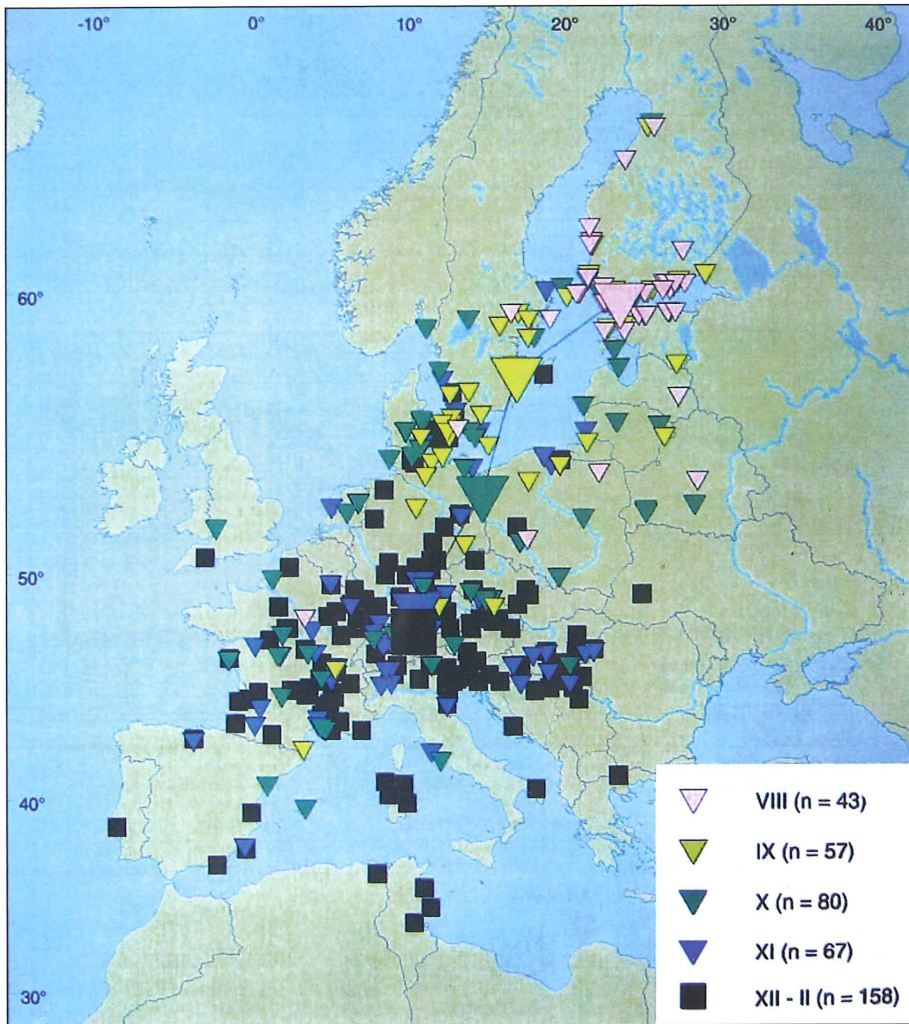 -10° 0° 10° 20° 30° 40°
60°
50°
40°
30°
VIII (n = 43)
IX (n = 57)
X (n = 80)
XI (n = 67)
XII - II (n = 158)